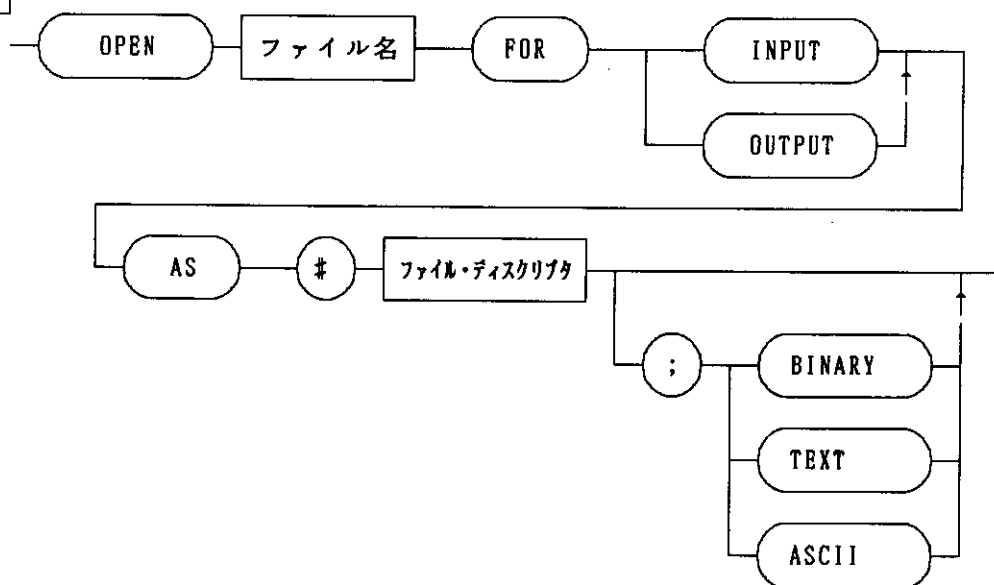 OPEN ファイル名 FOR INPUT
OUTPUT
AS # ファイル・ディスクリプタ
; BINARY
TEXT
ASCII